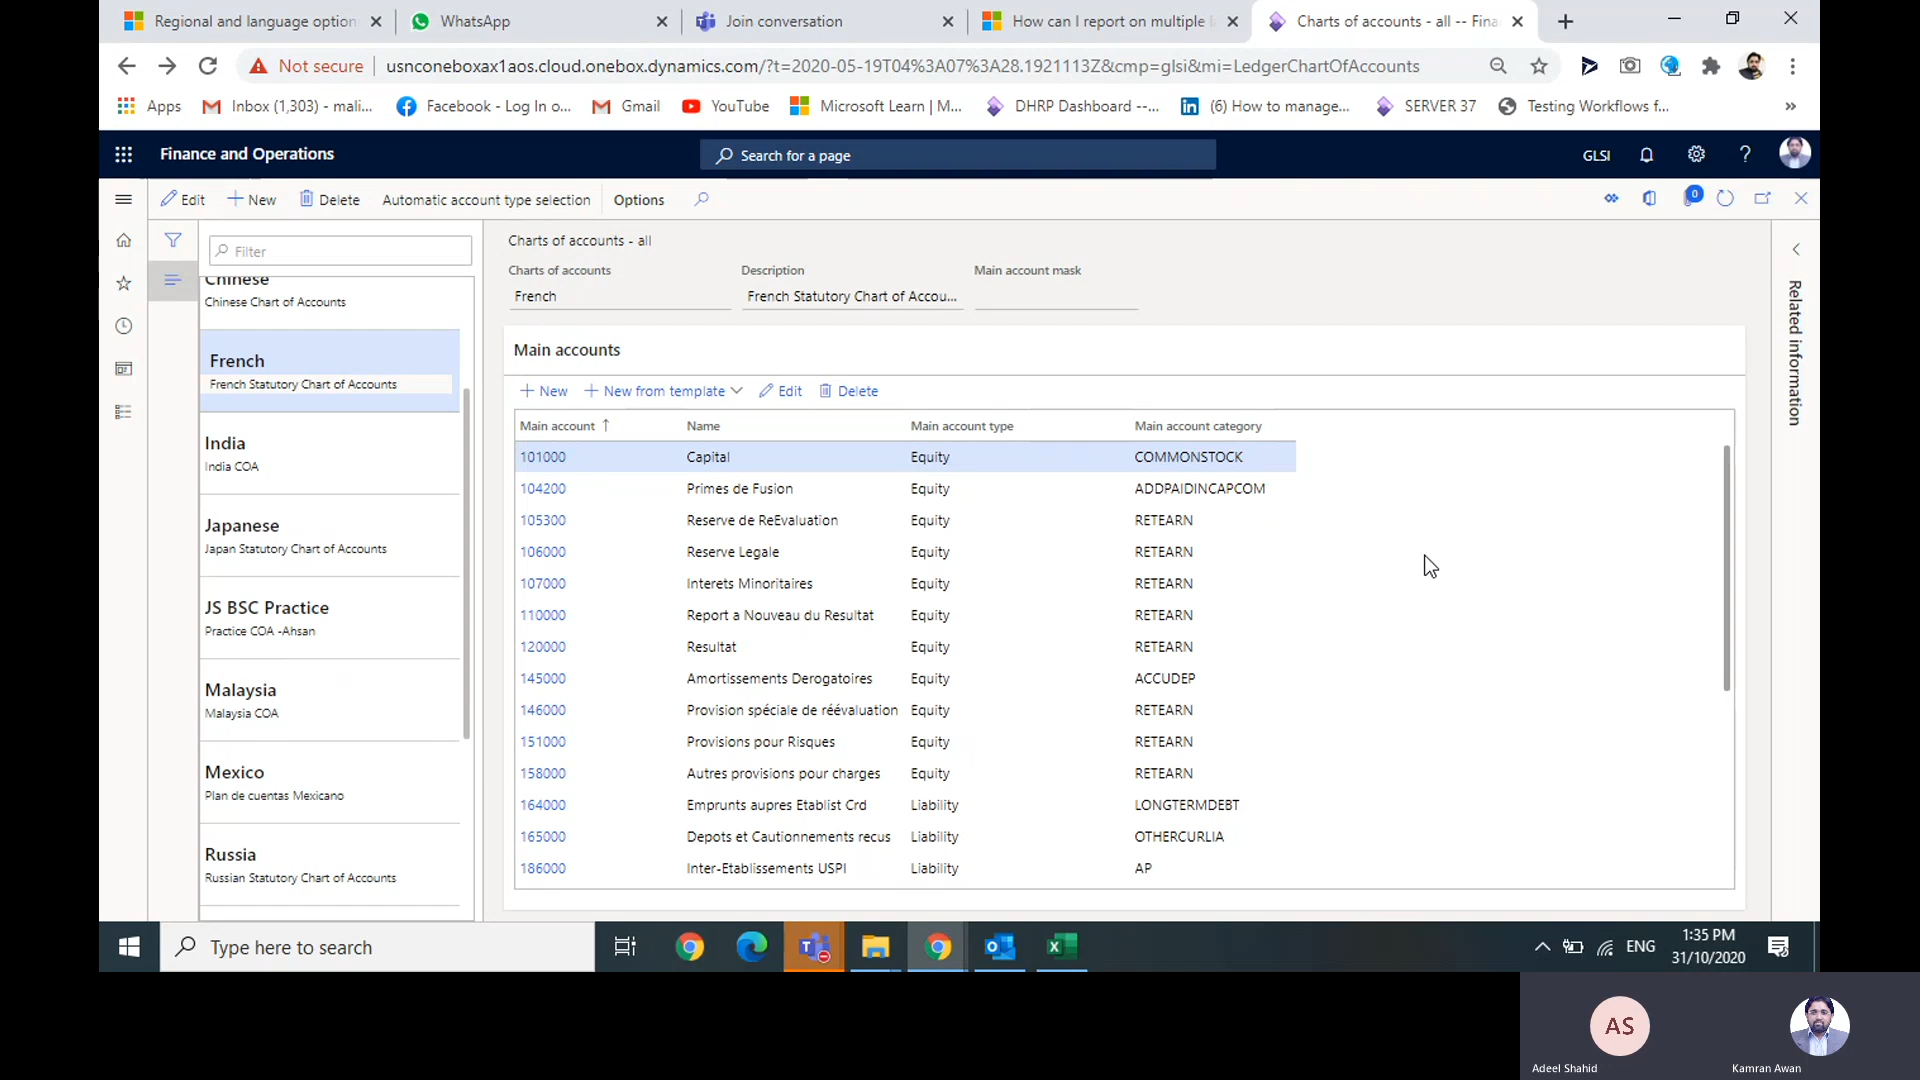 Regional and language option
WhatsApp
Join conversation
How can I report on multiple l
Charts of accounts - all -- Fina
Not secure
usnconeboxax1aos.cloud.onebox.dynamics.com/?t=2020-05-19T04%3A07%3A28.1921113Z&cmp=glsi&mi=LedgerChartOfAccounts
Apps
Inbox (1,303) - mali...
Facebook - Log In o...
Gmail
YouTube
Microsoft Learn | M...
DHRP Dashboard --...
(6) How to manage...
SERVER 37
Testing Workflows f...
Finance and Operations
Search for a page
GLSI
Edit
New
Delete
Automatic account type selection
Options
0
Filter
Chinese
Chinese Chart of Accounts
French
French Statutory Chart of Accounts
India
India COA
Japanese
Japan Statutory Chart of Accounts
JS BSC Practice
Practice COA -Ahsan
Malaysia
Malaysia COA
Mexico
Plan de cuentas Mexicano
Russia
Russian Statutory Chart of Accounts
Charts of accounts - all
Charts of accounts Description Main account mask
French French Statutory Chart of Accou...
Main accounts
New New from template Edit Delete
Main account Name Main account type Main account category
101000 Capital Equity COMMONSTOCK
104200 Primes de Fusion Equity ADDPAIDINCAPCOM
105300 Reserve de ReEvaluation Equity RETEARN
106000 Reserve Legale Equity RETEARN
107000 Interets Minoritaires Equity RETEARN
110000 Report a Nouveau du Resultat Equity RETEARN
120000 Resultat Equity RETEARN
145000 Amortissements Derogatoires Equity ACCUDEP
146000 Provision spéciale de réévaluation Equity RETEARN
151000 Provisions pour Risques Equity RETEARN
158000 Autres provisions pour charges Equity RETEARN
164000 Emprunts aupres Etablist Crd Liability LONGTERMDEBT
165000 Depots et Cautionnements recus Liability OTHERCURLIA
186000 Inter-Etablissements USPI Liability AP
Related information
Type here to search
ENG
1:35 PM
31/10/2020
AS
Adeel Shahid
Kamran Awan